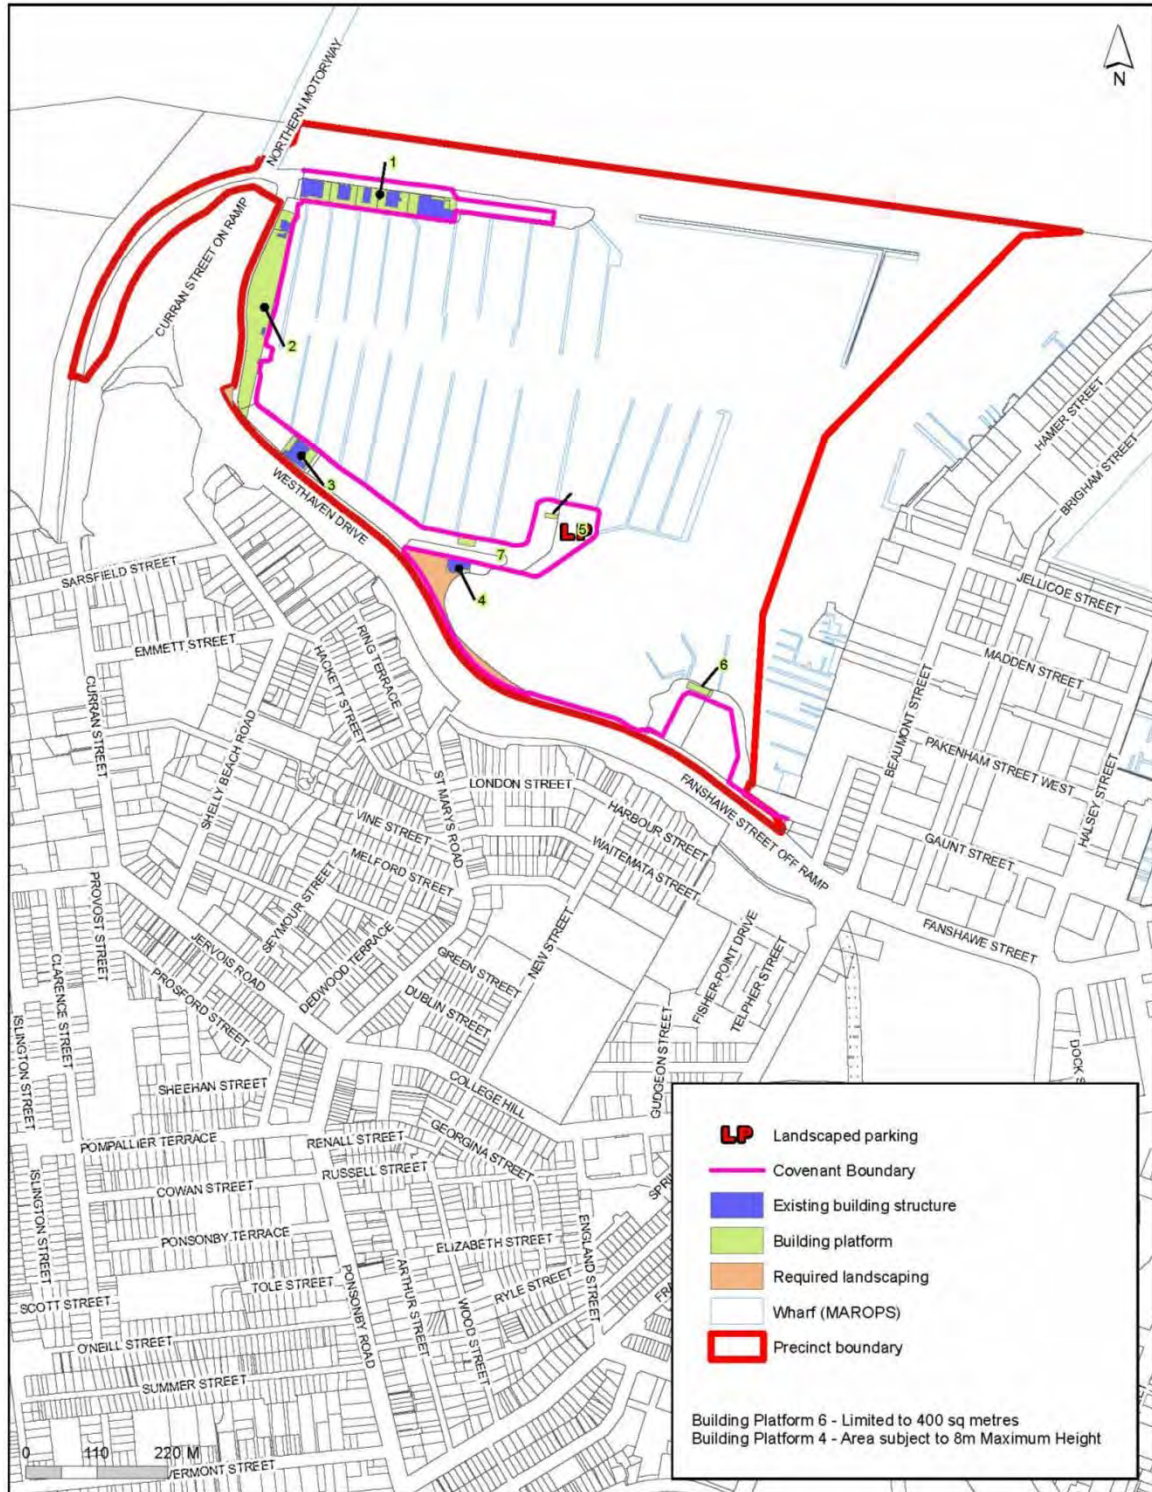 NORTHERN MOTORWAY
N
1
CURRAN STREET ON RAMP
2
HAMER STREET
BRIGHAM STREET
3
WESTHAVEN DRIVE
LP
5
7
4
SARSFIELD STREET
JELLICOE STREET
EMMETT STREET
RING TERRACE
HACKETT STREET
MADDEN STREET
6
CURRAN STREET
SHELLY BEACH ROAD
BEAUMONT STREET
PAKENHAM STREET WEST
ST MARYS ROAD
LONDON STREET
FANSHAWE STREET OFF RAMP
HALSEY STREET
HARBOUR STREET
VINE STREET
WAITEMATA STREET
GAUNT STREET
MELFORD STREET
PROVOST STREET
SEYMOUR STREET
JERVOIS ROAD
DEDWOOD TERRACE
NEW STREET
GREEN STREET
FISHER-POINT DRIVE
TELPHER STREET
FANSHAWE STREET
CLARENCE STREET
PROSFORD STREET
DUBLIN STREET
ISLINGTON STREET
GUDGEON STREET
DOCK S
SHEEHAN STREET
COLLEGE HILL
POMPALLIER TERRACE
RENALL STREET
GEORGINA STREET
RUSSELL STREET
COWAN STREET
SPRI
ISLINGTON STREET
PONSONBY TERRACE
ELIZABETH STREET
ENGLAND STREET
TOLE STREET
ARTHUR STREET
RYLE STREET
FRA
SCOTT STREET
PONSONBY ROAD
WOOD STREET
O'NEILL STREET
SUMMER STREET
VERMONT STREET
0 110 220 M
LP Landscaped parking
Covenant Boundary
Existing building structure
Building platform
Required landscaping
Wharf (MAROPS)
Precinct boundary
Building Platform 6 - Limited to 400 sq metres
Building Platform 4 - Area subject to 8m Maximum Height